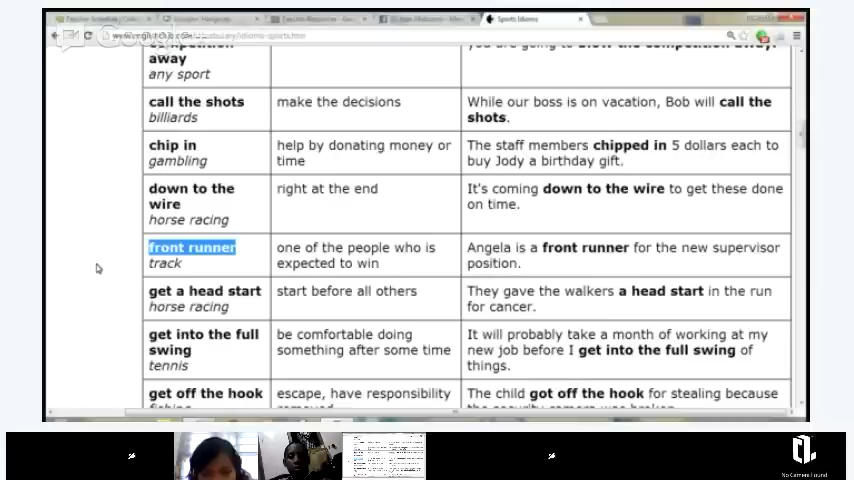 Sports Idioms
away
any sport
you are going to blow the competition away.
call the shots
billiards
make the decisions
While our boss is on vacation, Bob will call the
shots.
chip in
gambling
help by donating money or
time
The staff members chipped in 5 dollars each to
buy Jody a birthday gift.
down to the
wire
horse racing
right at the end
It's coming down to the wire to get these done
on time.
front runner
track
one of the people who is
expected to win
Angela is a front runner for the new supervisor
position.
get a head start
horse racing
start before all others
They gave the walkers a head start in the run
for cancer.
get into the full
swing
tennis
be comfortable doing
something after some time
It will probably take a month of working at my
new job before I get into the full swing of
things.
get off the hook
escape, have responsibility
The child got off the hook for stealing because
No Camera Found